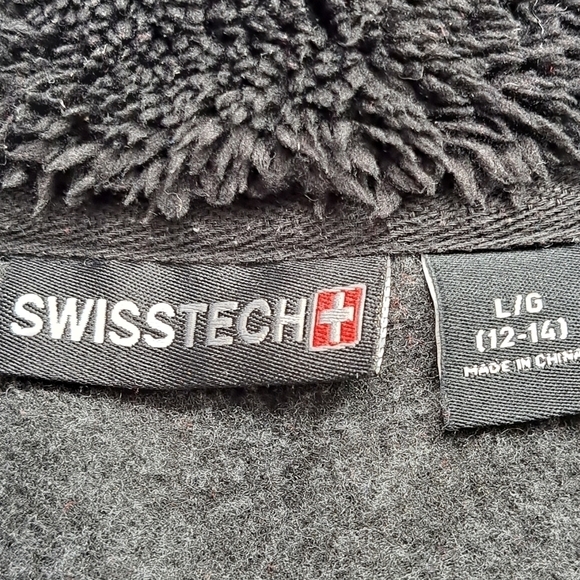 SWISSTECH
L/G
(12-14)
MADE IN CHINA